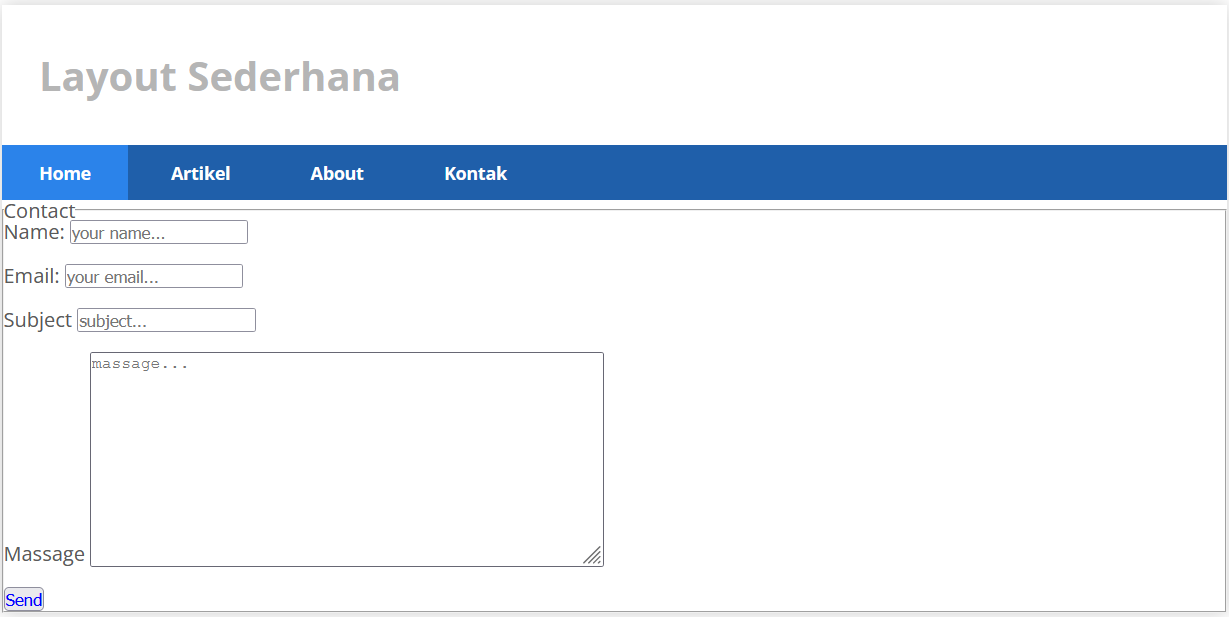 Layout Sederhana
Home Artikel About Kontak
Contact
Name: your name...
Email: your email...
Subject subject...
massage...
Massage
Send